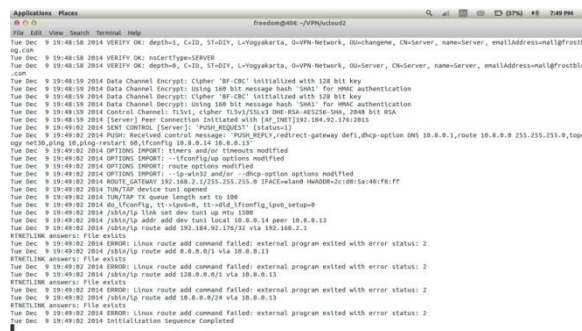 Applications Places
(37%) 7:49 PM
freedom@404: ~/VPN/ucloud2
File Edit View Search Terminal Help
Tue Dec 9 19:48:58 2014 VERIFY OK: depth=1, C=ID, ST=DIY, L=Yogyakarta, O=VPN-Network, OU=changeme, CN=Server, name=Server, emailAddress=mail@frostbl
og.com
Tue Dec 9 19:48:58 2014 VERIFY OK: nsCertType=SERVER
Tue Dec 9 19:48:58 2014 VERIFY OK: depth=0, C=ID, ST=DIY, L=Yogyakarta, O=VPN-Network, OU=Server, CN=Server, name=Server, emailAddress=mail@frostblog
.com
Tue Dec 9 19:48:59 2014 Data Channel Encrypt: Cipher 'BF-CBC' initialized with 128 bit key
Tue Dec 9 19:48:59 2014 Data Channel Encrypt: Using 160 bit message hash 'SHA1' for HMAC authentication
Tue Dec 9 19:48:59 2014 Data Channel Decrypt: Cipher 'BF-CBC' initialized with 128 bit key
Tue Dec 9 19:48:59 2014 Data Channel Decrypt: Using 160 bit message hash 'SHA1' for HMAC authentication
Tue Dec 9 19:48:59 2014 Control Channel: TLSv1, cipher TLSv1/SSLv3 DHE-RSA-AES256-SHA, 2048 bit RSA
Tue Dec 9 19:48:59 2014 [Server] Peer Connection Initiated with [AF_INET]192.184.92.176:2015
Tue Dec 9 19:49:02 2014 SENT CONTROL [Server]: 'PUSH_REQUEST' (status=1)
Tue Dec 9 19:49:02 2014 PUSH: Received control message: 'PUSH_REPLY,redirect-gateway def1,dhcp-option DNS 10.8.0.1,route 10.8.0.0 255.255.255.0,topol
ogy net30,ping 10,ping-restart 60,ifconfig 10.8.0.14 10.8.0.13'
Tue Dec 9 19:49:02 2014 OPTIONS IMPORT: timers and/or timeouts modified
Tue Dec 9 19:49:02 2014 OPTIONS IMPORT: --ifconfig/up options modified
Tue Dec 9 19:49:02 2014 OPTIONS IMPORT: route options modified
Tue Dec 9 19:49:02 2014 OPTIONS IMPORT: --ip-win32 and/or --dhcp-option options modified
Tue Dec 9 19:49:02 2014 ROUTE_GATEWAY 192.168.2.1/255.255.255.0 IFACE=wlan0 HWADDR=2c:d0:5a:40:f8:ff
Tue Dec 9 19:49:02 2014 TUN/TAP device tun1 opened
Tue Dec 9 19:49:02 2014 TUN/TAP TX queue length set to 100
Tue Dec 9 19:49:02 2014 do_ifconfig, tt->ipv6=0, tt->did_ifconfig_ipv6_setup=0
Tue Dec 9 19:49:02 2014 /sbin/ip link set dev tun1 up mtu 1500
Tue Dec 9 19:49:02 2014 /sbin/ip addr add dev tun1 local 10.8.0.14 peer 10.8.0.13
Tue Dec 9 19:49:02 2014 /sbin/ip route add 192.184.92.176/32 via 192.168.2.1
RTNETLINK answers: File exists
Tue Dec 9 19:49:02 2014 ERROR: Linux route add command failed: external program exited with error status: 2
Tue Dec 9 19:49:02 2014 /sbin/ip route add 0.0.0.0/1 via 10.8.0.13
RTNETLINK answers: File exists
Tue Dec 9 19:49:02 2014 ERROR: Linux route add command failed: external program exited with error status: 2
Tue Dec 9 19:49:02 2014 /sbin/ip route add 128.0.0.0/1 via 10.8.0.13
RTNETLINK answers: File exists
Tue Dec 9 19:49:02 2014 ERROR: Linux route add command failed: external program exited with error status: 2
Tue Dec 9 19:49:02 2014 /sbin/ip route add 10.8.0.0/24 via 10.8.0.13
RTNETLINK answers: File exists
Tue Dec 9 19:49:02 2014 ERROR: Linux route add command failed: external program exited with error status: 2
Tue Dec 9 19:49:02 2014 Initialization Sequence Completed